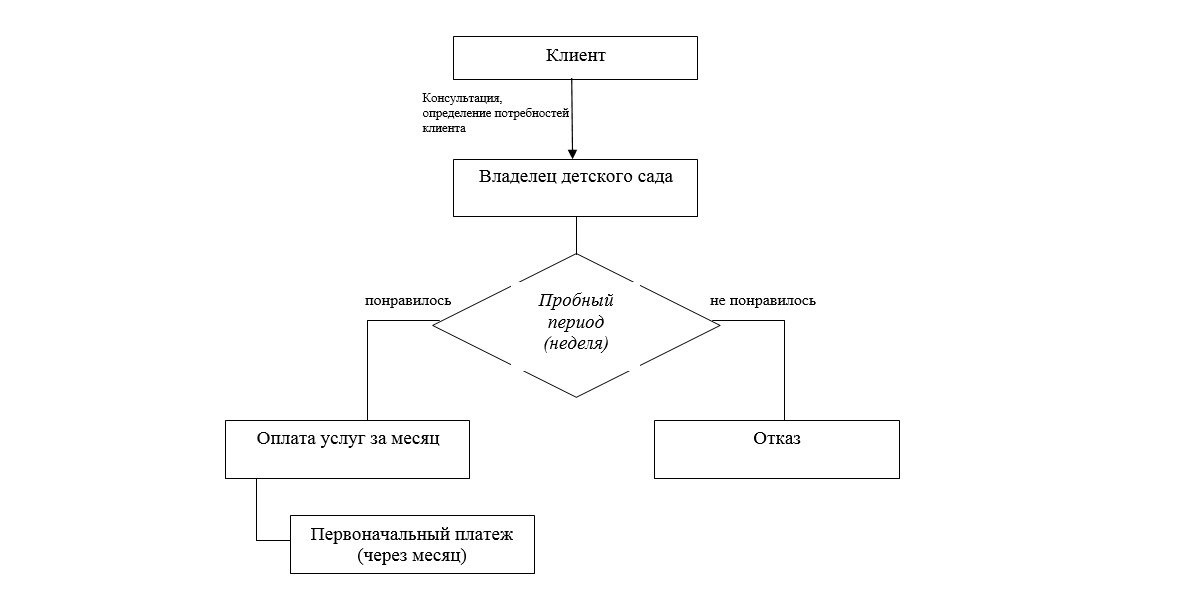 Клиент
Консультация,
определение потребностей
клиента
Владелец детского сада
понравилось
Пробный
период
(неделя)
не понравилось
Оплата услуг за месяц
Отказ
Первоначальный платеж
(через месяц)